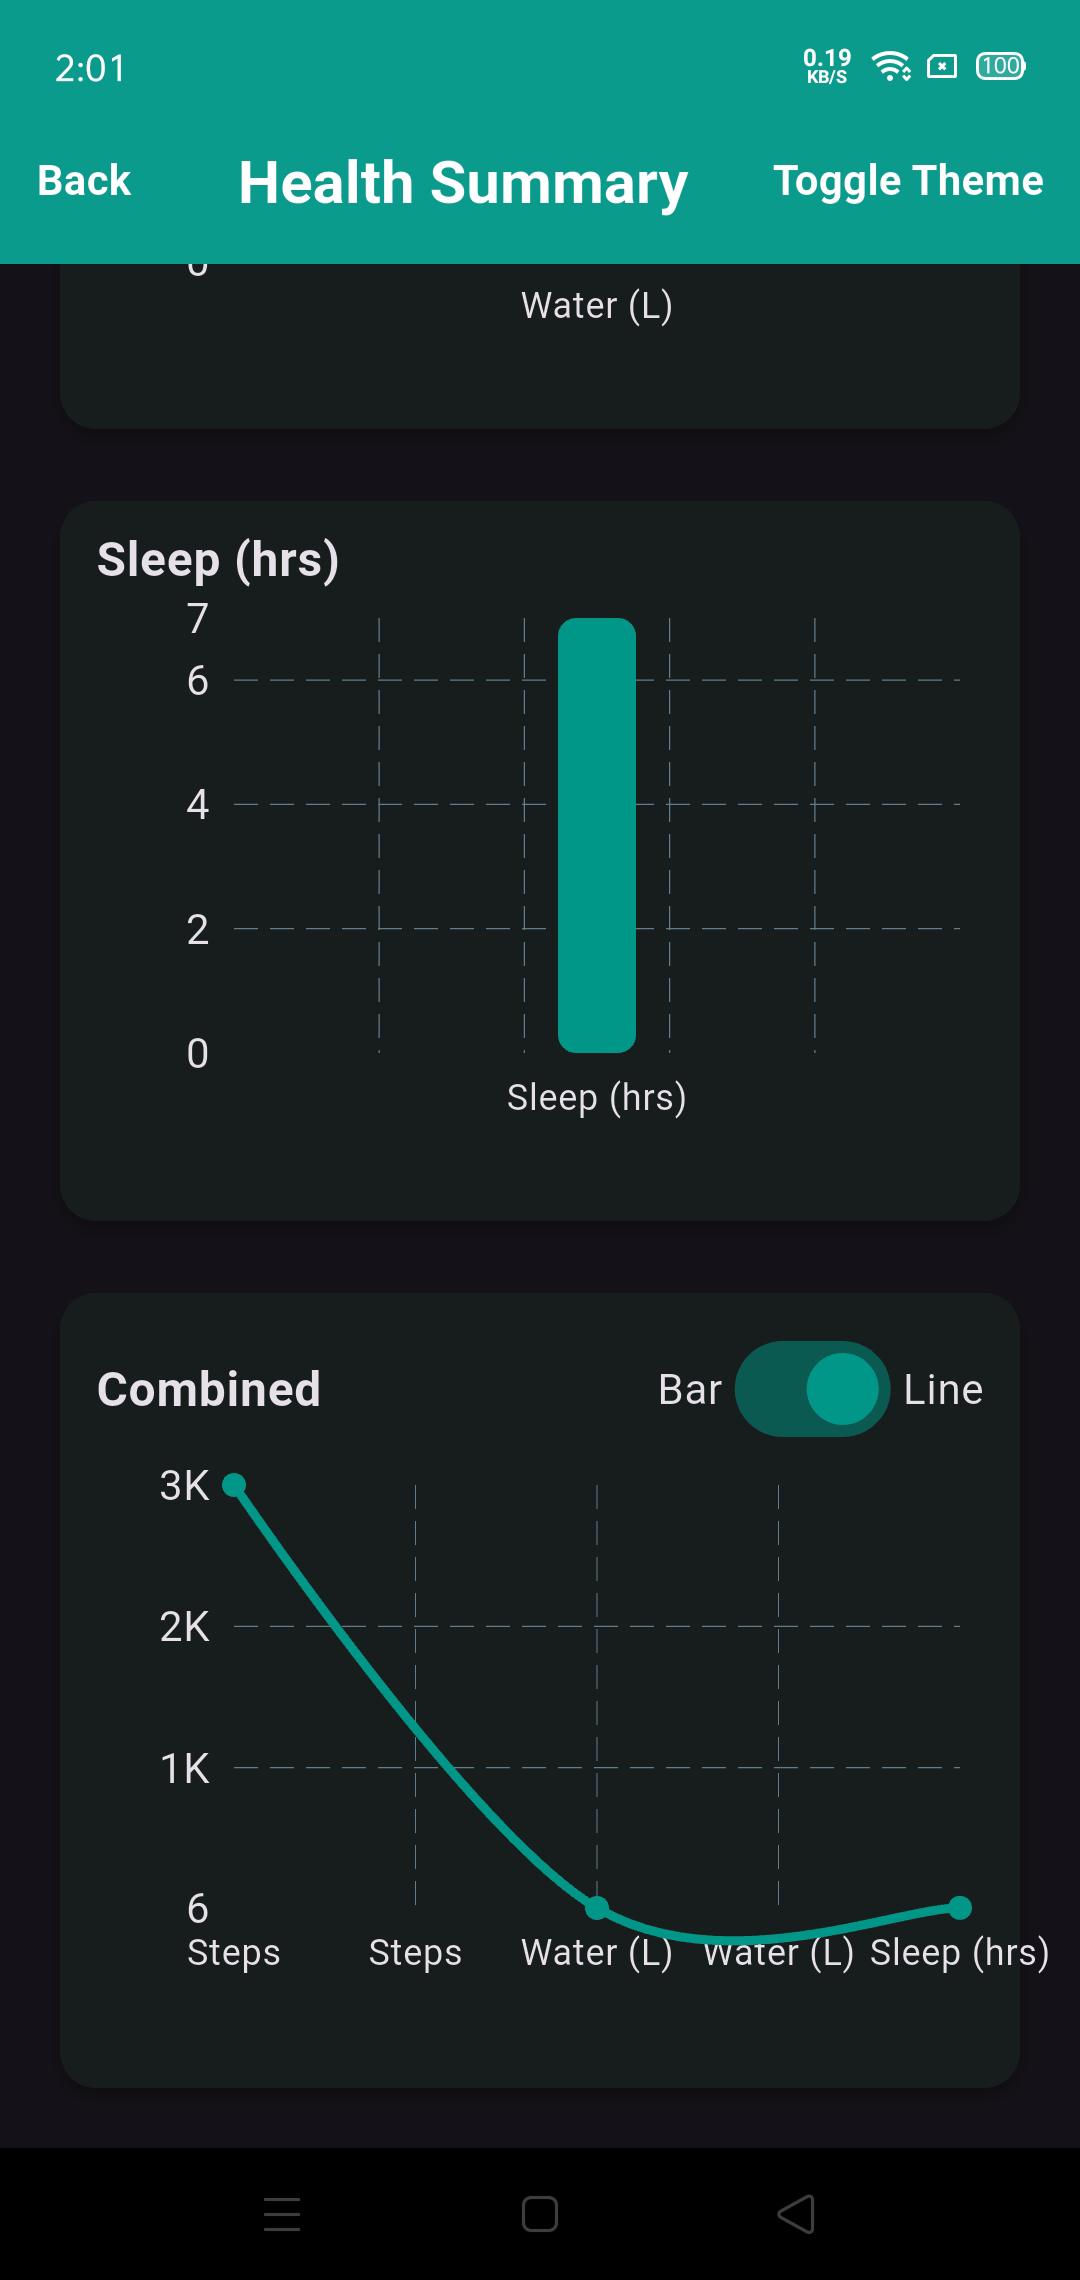 2:01
0.19
KB/S
100
Back Health Summary Toggle Theme
0
Water (L)
Sleep (hrs)
7
6
4
2
0
Sleep (hrs)
Combined Bar Line
3K
2K
1K
6
Steps Steps Water (L) Water (L) Sleep (hrs)